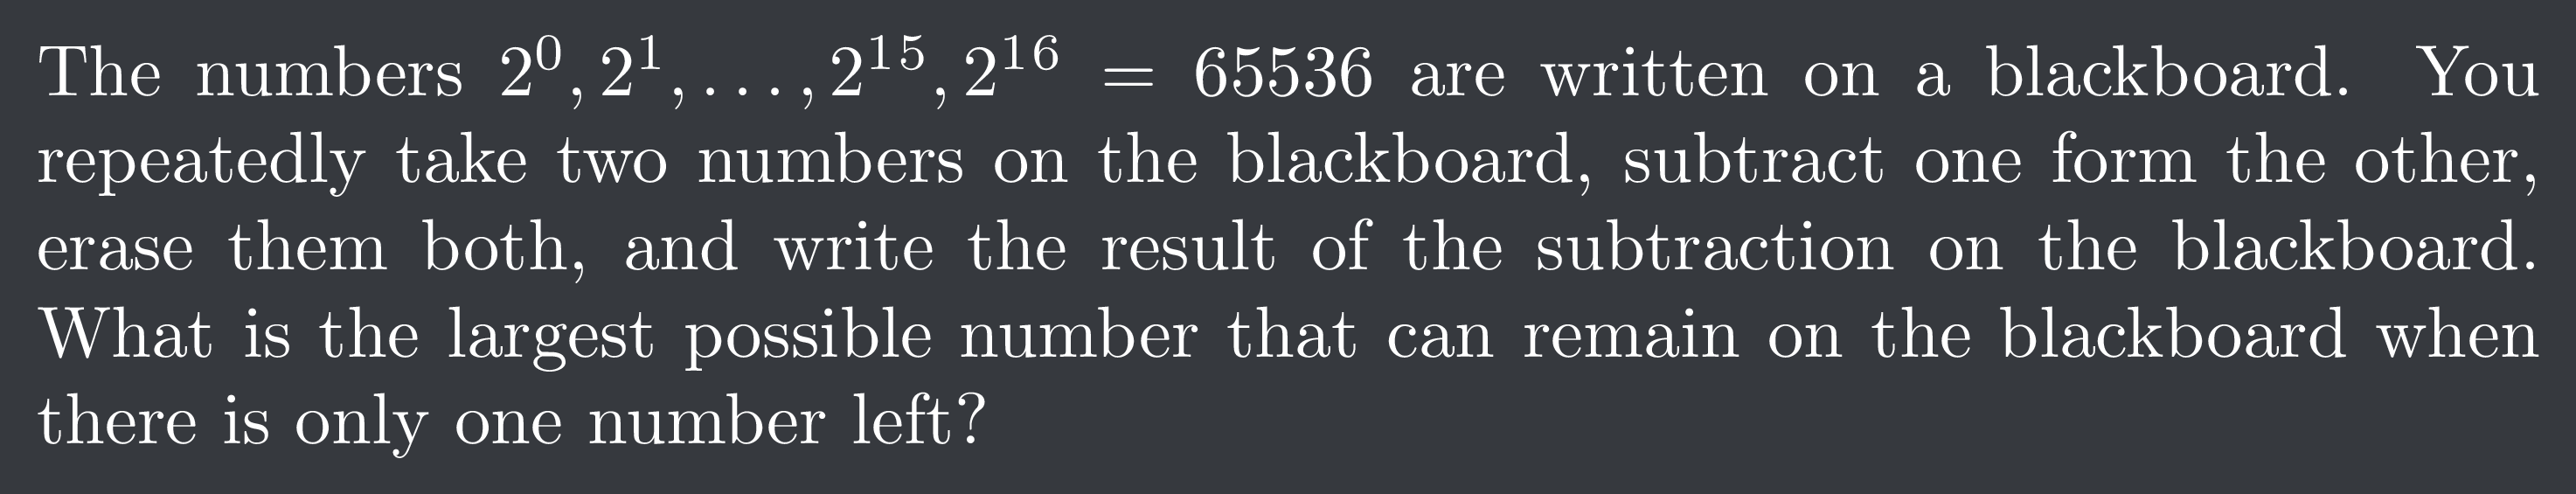 The numbers 2^0, 2^1, . . . , 2^15, 2^16 = 65536 are written on a blackboard. You
repeatedly take two numbers on the blackboard, subtract one form the other,
erase them both, and write the result of the subtraction on the blackboard.
What is the largest possible number that can remain on the blackboard when
there is only one number left?